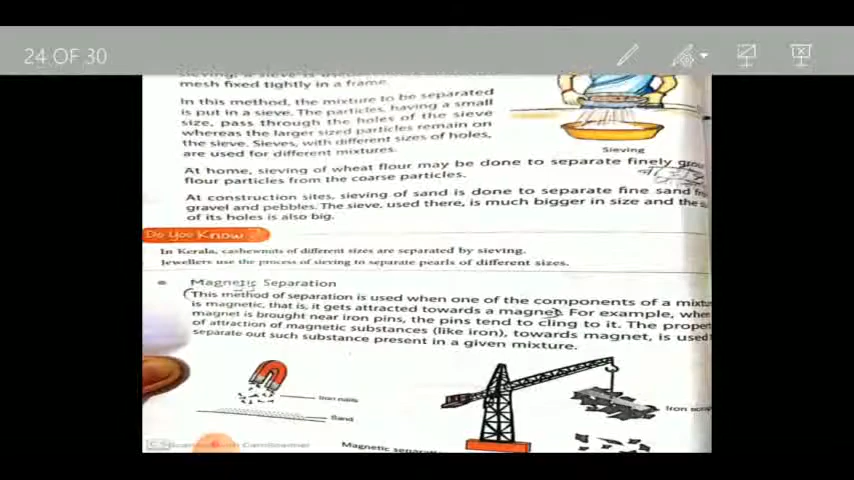 24 OF 30
mesh fixed tightly in a frame.
In this method, the mixture to be separated
is put in a sieve. The particles, having a small
size, pass through the holes of the sieve
whereas the larger sized particles remain on
the sieve. Sieves, with different sizes of holes,
are used for different mixtures.
Sieving
At home, sieving of wheat flour may be done to separate finely
flour particles from the coarse particles.
At construction sites, sieving of sand is done to separate fine sand
gravel and pebbles. The sieve, used there, is much bigger in size and the
of its holes is also big.
Do You Know?
In Kerala, cashewnuts of different sizes are separated by sieving.
Jewellers use the process of sieving to separate pearls of different sizes.
Magnetic Separation
This method of separation is used when one of the components of a
is magnetic, that is, it gets attracted towards a magnet. For example,
magnet is brought near iron pins, the pins tend to cling to it. The
of attraction of magnetic substances (like iron), towards magnet, is used
separate out such substance present in a given mixture.
Iron nails
Sand
Iron
Magnetic
CS Scanned with CamScanner